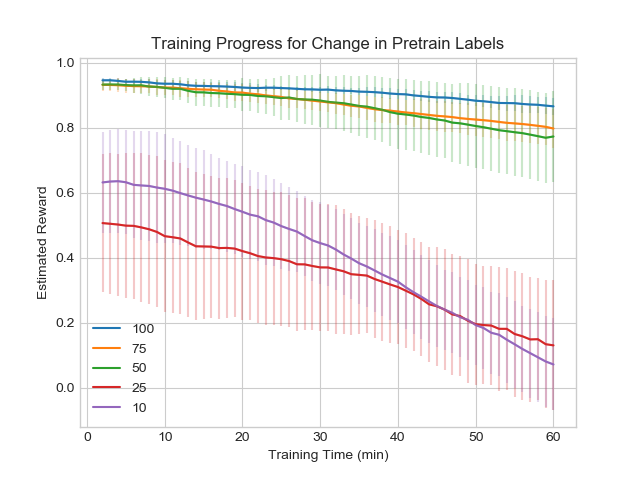 Training Progress for Change in Pretrain Labels
1.0
0.8
0.6
0.4
0.2
0.0
Estimated Reward
100
75
50
25
10
0 10 20 30 40 50 60
Training Time (min)